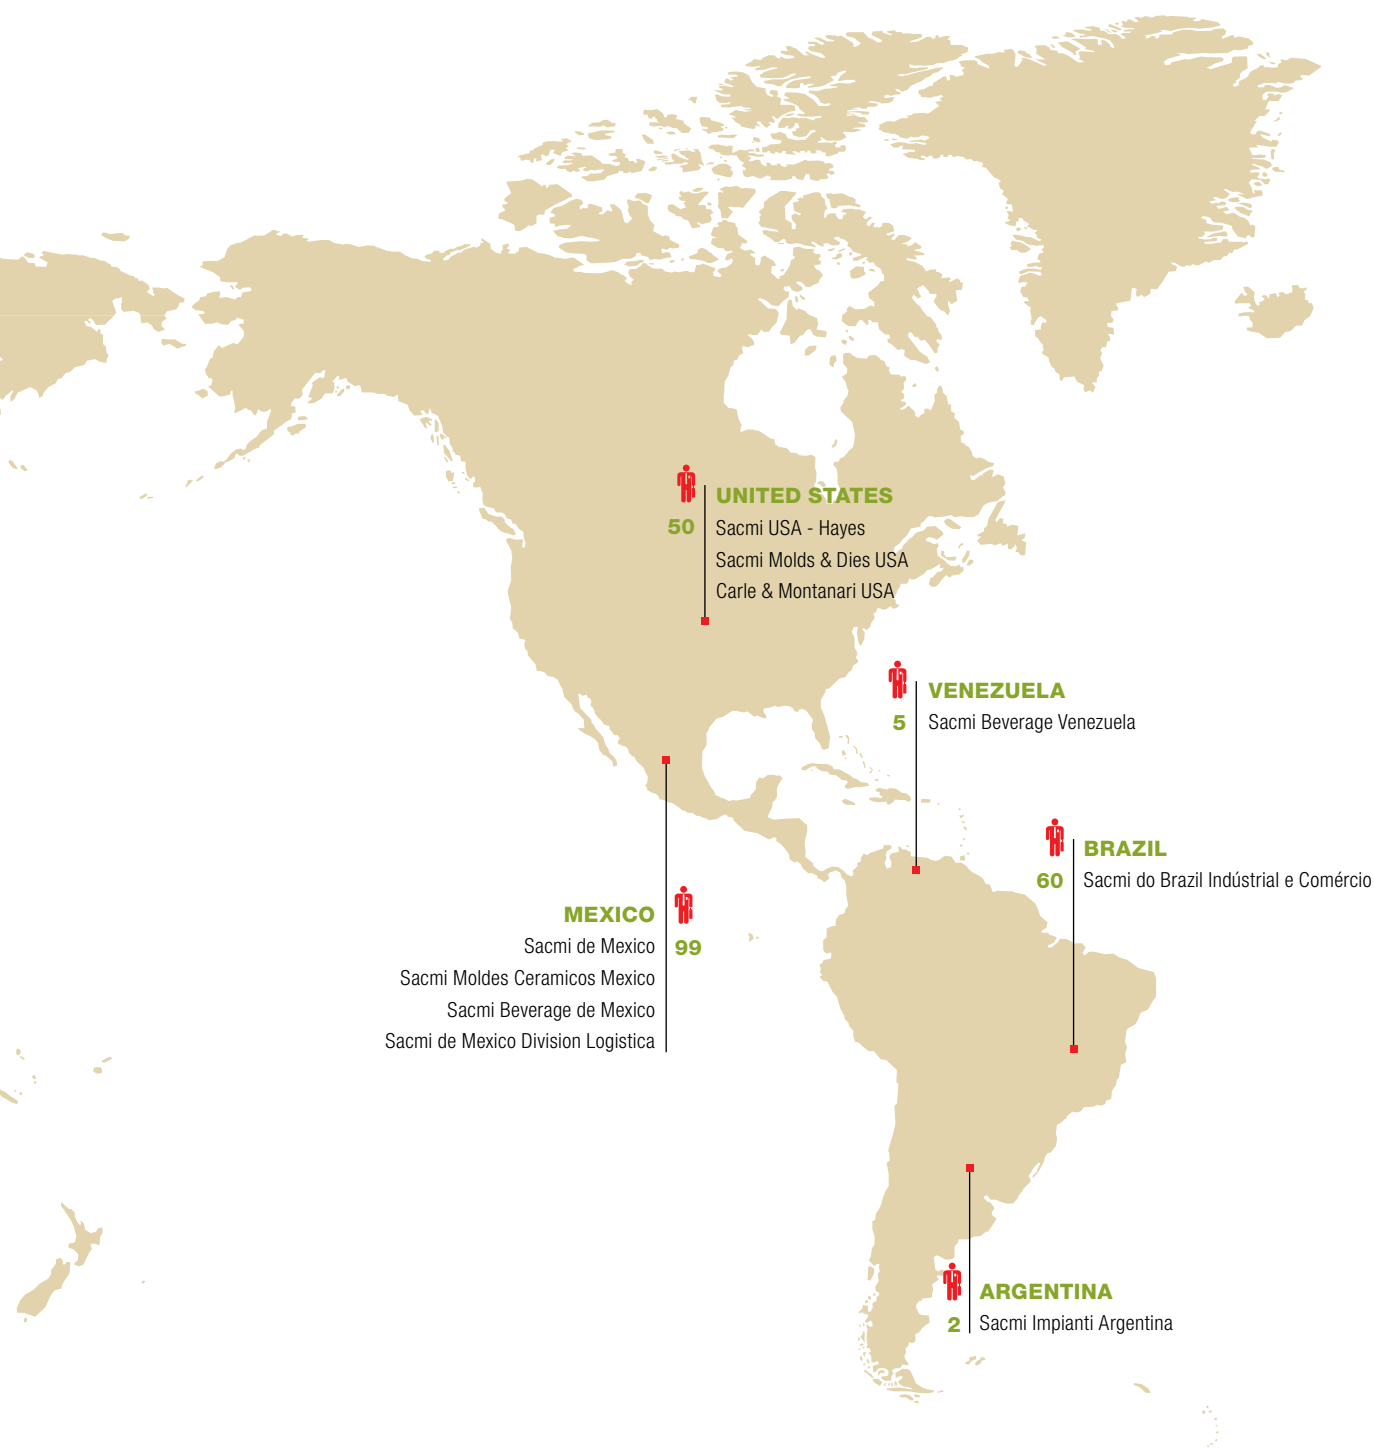 UNITED STATES
50
Sacmi USA - Hayes
Sacmi Molds & Dies USA
Carle & Montanari USA
VENEZUELA
5
Sacmi Beverage Venezuela
BRAZIL
60
Sacmi do Brazil Indústrial e Comércio
MEXICO
Sacmi de Mexico
99
Sacmi Moldes Ceramicos Mexico
Sacmi Beverage de Mexico
Sacmi de Mexico Division Logistica
ARGENTINA
2
Sacmi Impianti Argentina